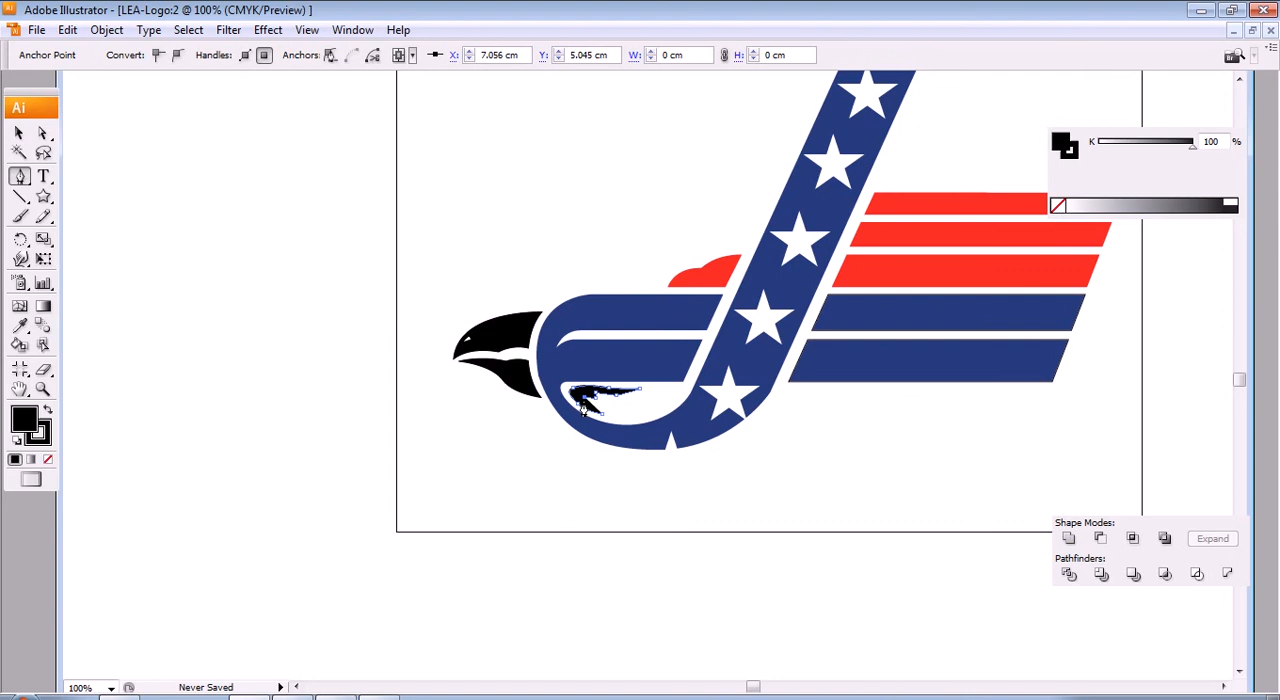 Adobe Illustrator - [LEA-Logo:2 @ 100% (CMYK/Preview) ]
File Edit Object Type Select Filter Effect View Window Help
Anchor Point Convert: Handles: Anchors: X: 7.056 cm Y: 5.045 cm W: 0 cm H: 0 cm
Ai
K 100 %
T
Shape Modes:
Expand
Pathfinders:
100% Never Saved